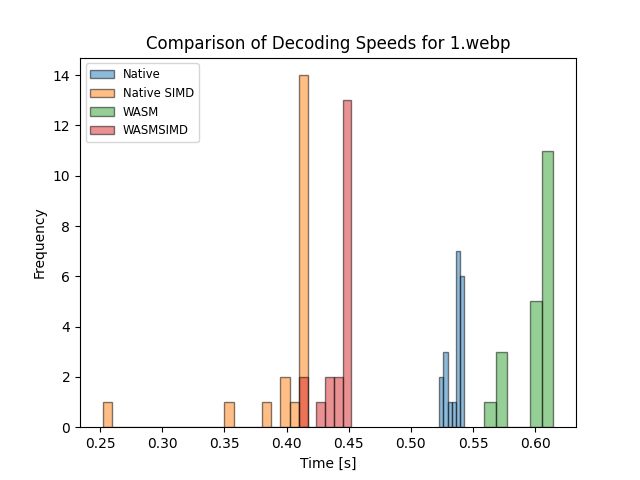 Comparison of Decoding Speeds for 1.webp
Native
Native SIMD
WASM
WASMSIMD
14
12
10
8
6
4
2
0
Frequency
0.25 0.30 0.35 0.40 0.45 0.50 0.55 0.60
Time [s]